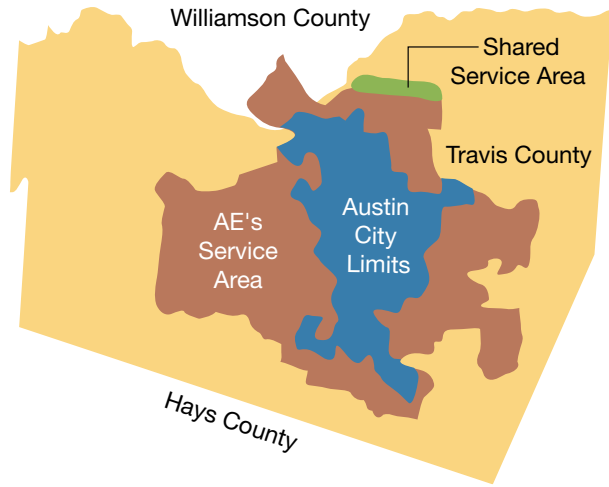 Williamson County
Shared
Service Area
Travis County
AE's
Service
Area
Austin
City
Limits
Hays County